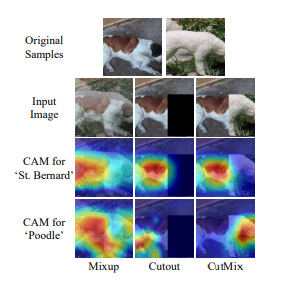 Original
Samples
Input
Image
CAM for
‘St. Bernard’
CAM for
‘Poodle’
Mixup Cutout CutMix